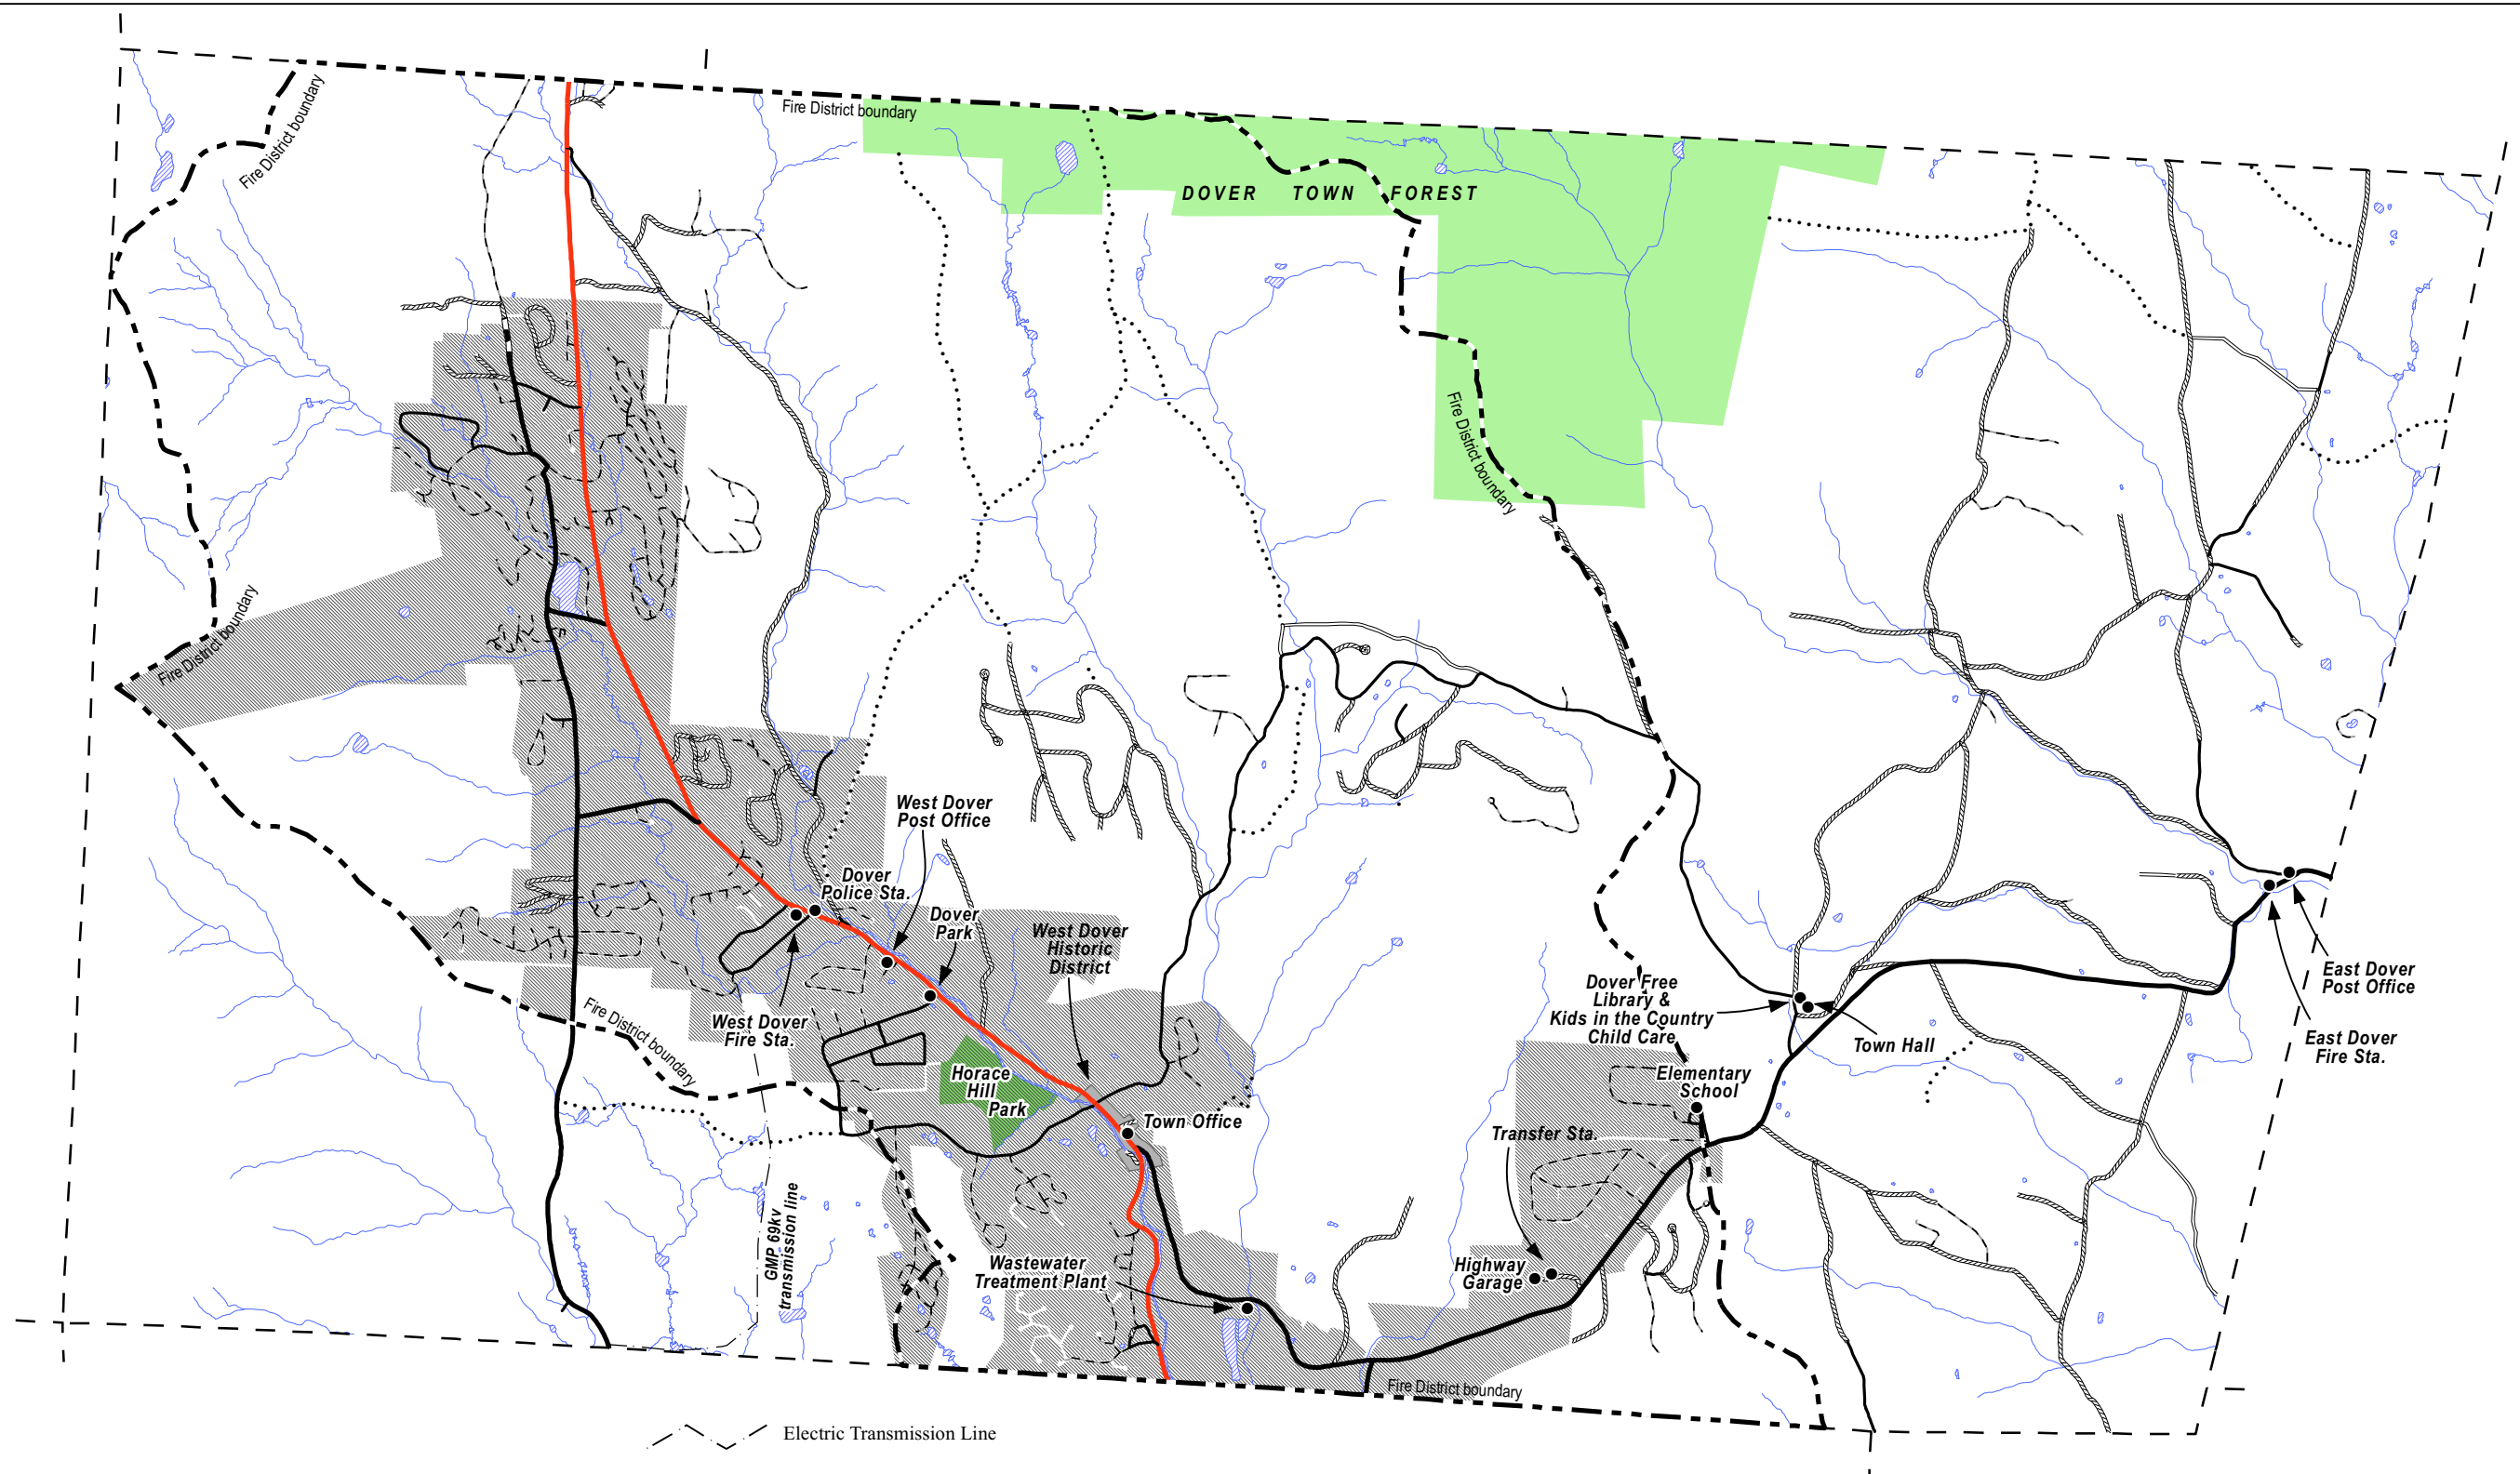 Fire District boundary
Fire District boundary
DOVER TOWN FOREST
Fire District boundary
Fire District boundary
West Dover
Post Office
Dover
Police Sta.
Dover
Park
West Dover
Historic
District
West Dover
Fire Sta.
Fire District boundary
Horace
Hill
Park
Town Office
Dover Free
Library &
Kids in the Country
Child Care
Town Hall
East Dover
Post Office
East Dover
Fire Sta.
Elementary
School
Transfer Sta.
Highway
Garage
Wastewater
Treatment Plant
GMP 69kv
transmission line
Fire District boundary
Electric Transmission Line